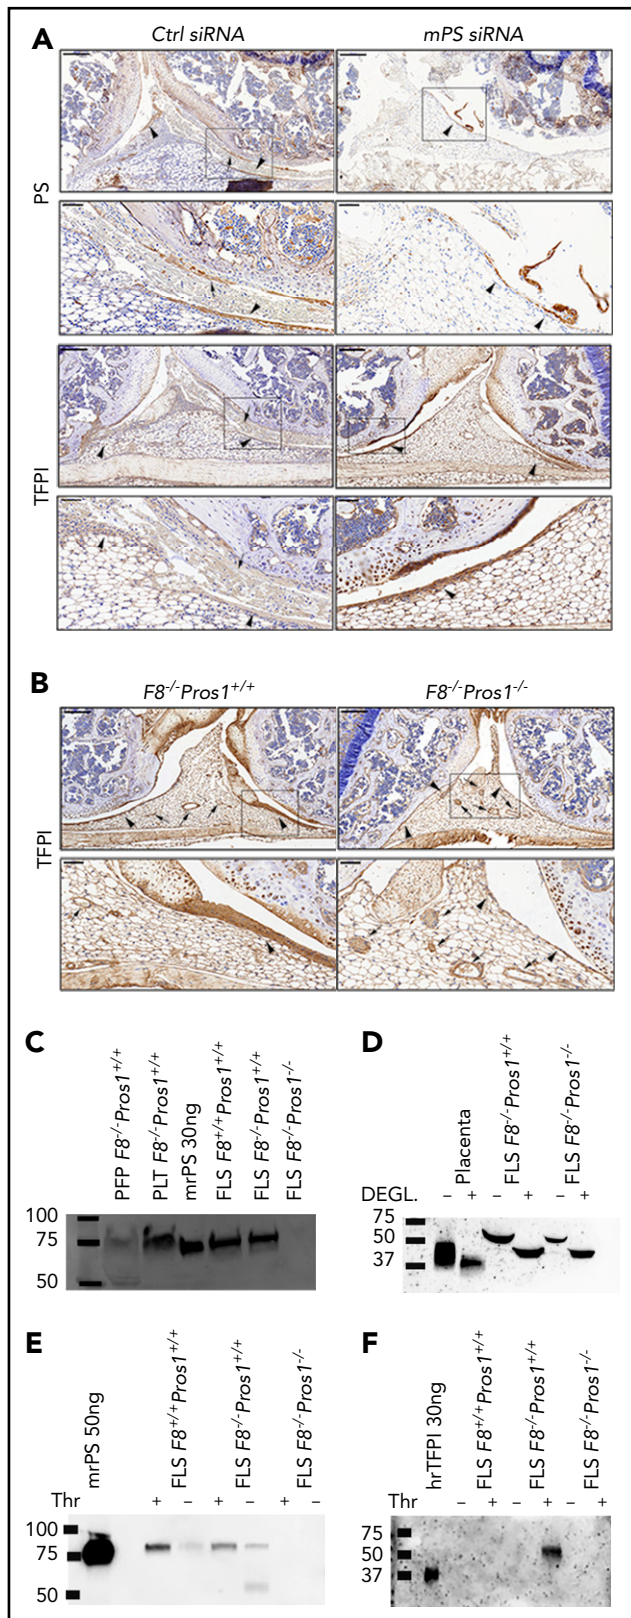 A
Ctrl siRNA
mPS siRNA
PS
TFPI
B
F8-/-Pros1+/+
F8-/-Pros1-/-
TFPI
C
PFP F8-/-Pros1+/+
PLT F8-/-Pros1+/+
mrPS 30ng
FLS F8+/+Pros1+/+
FLS F8-/-Pros1+/+
FLS F8-/-Pros1-/-
100
75
50
D
Placenta
FLS F8-/-Pros1+/+
FLS F8-/-Pros1-/-
DEGL. – + – + – +
75
50
37
E
mrPS 50ng
FLS F8+/+Pros1+/+
FLS F8-/-Pros1+/+
FLS F8-/-Pros1-/-
Thr + – + – + –
100
75
50
F
hrTFPI 30ng
FLS F8+/+Pros1+/+
FLS F8-/-Pros1+/+
FLS F8-/-Pros1-/-
Thr – + – + – +
75
50
37